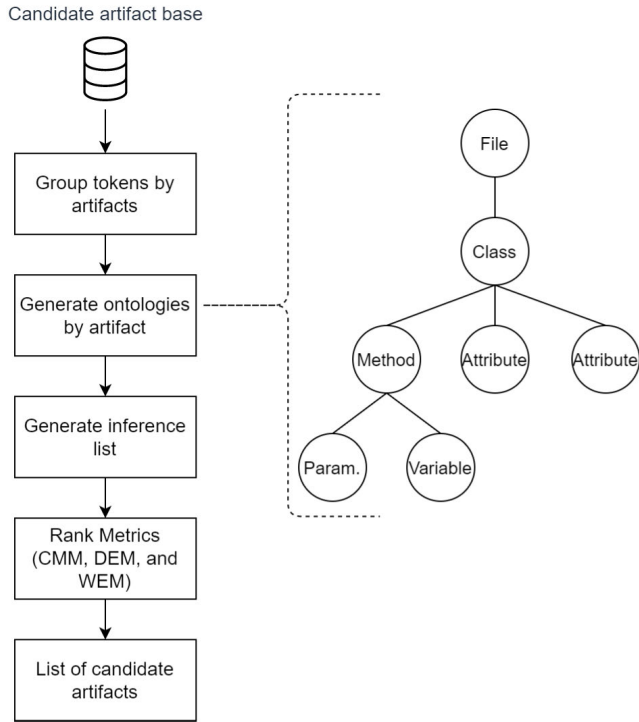 Candidate artifact base
Group tokens by
artifacts
Generate ontologies
by artifact
Generate inference
list
Rank Metrics
(CMM, DEM, and
WEM)
List of candidate
artifacts
File
Class
Method
Attribute
Attribute
Param.
Variable